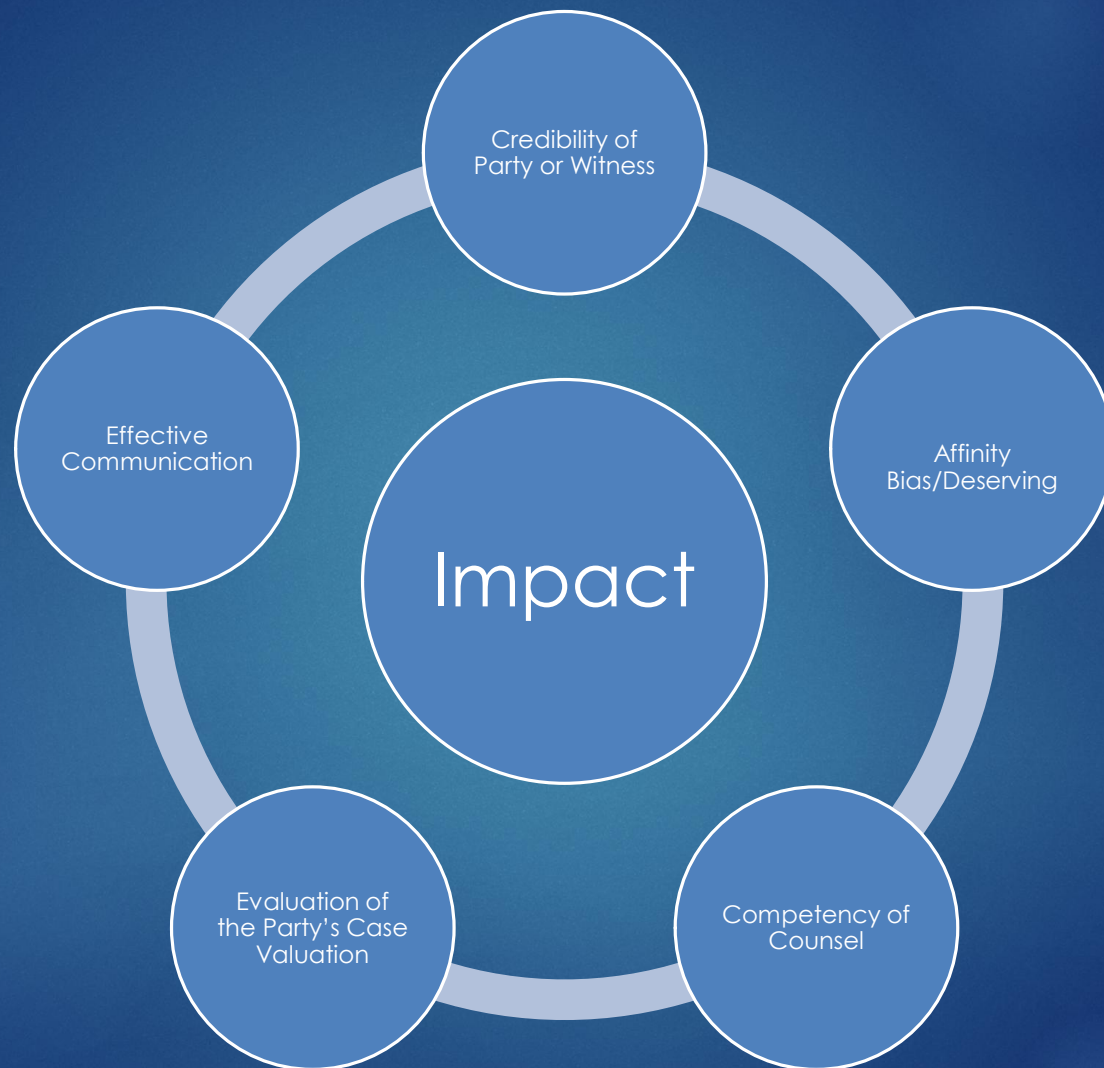 Credibility of
Party or Witness
Affinity
Bias/Deserving
Competency of
Counsel
Evaluation of
the Party’s Case
Valuation
Effective
Communication
Impact